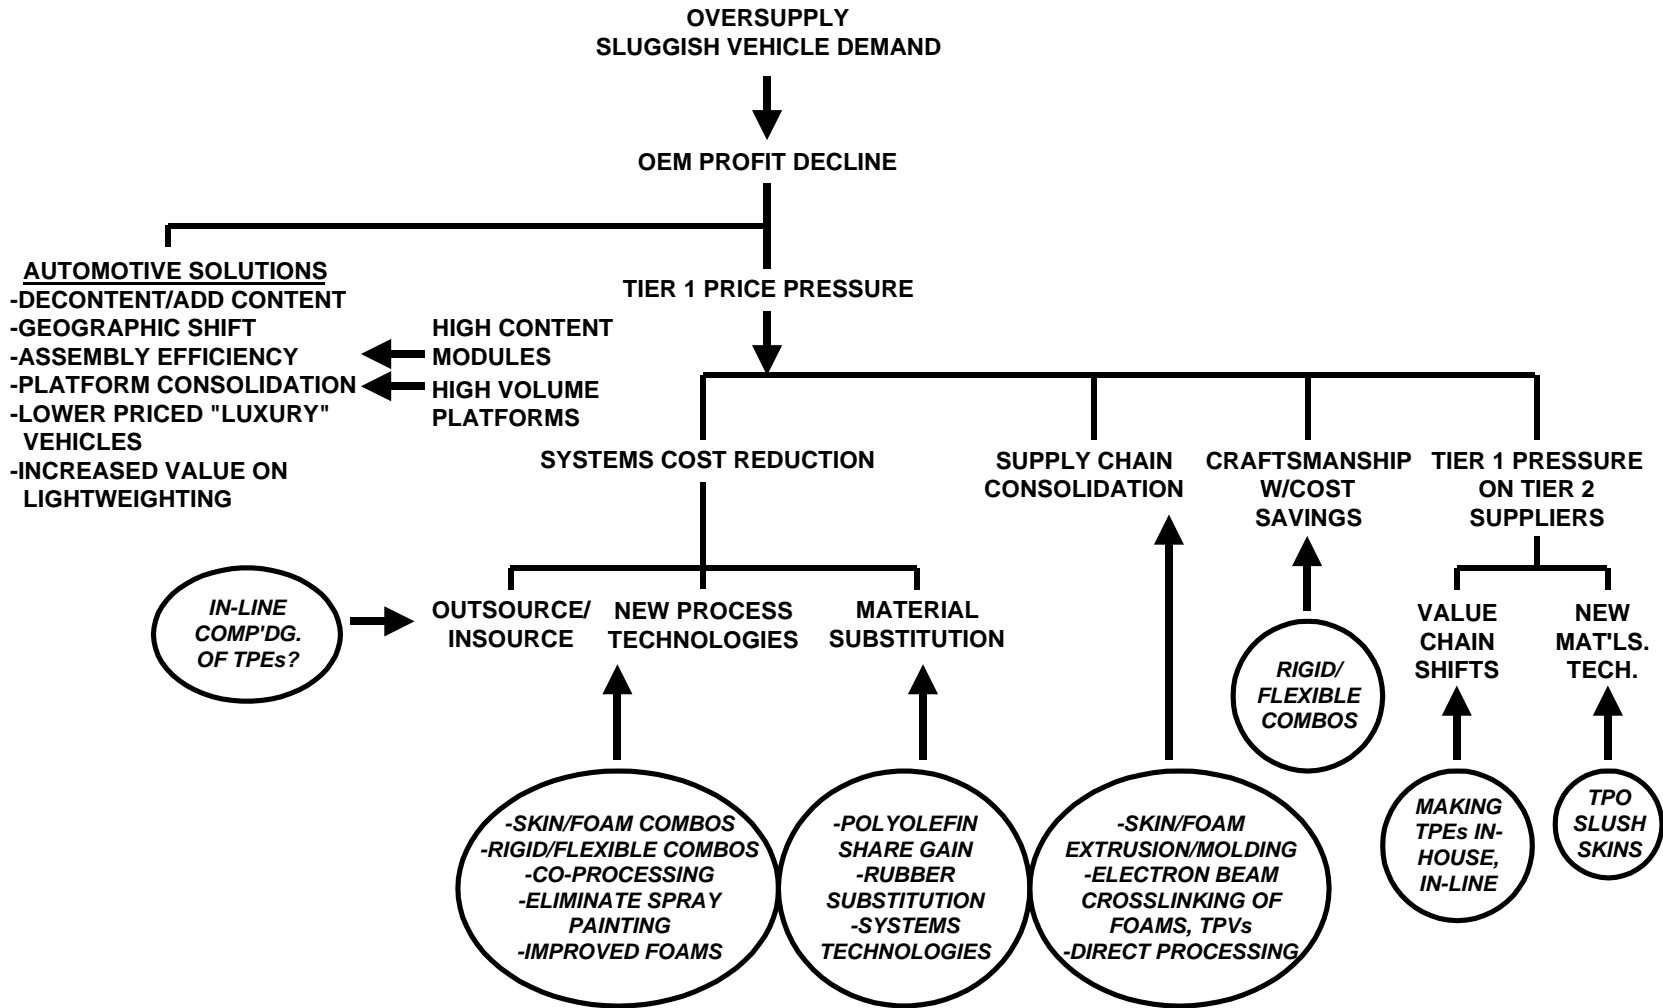 OVERSUPPLY
SLUGGISH VEHICLE DEMAND
OEM PROFIT DECLINE
AUTOMOTIVE SOLUTIONS
-DECONTENT/ADD CONTENT
-GEOGRAPHIC SHIFT
-ASSEMBLY EFFICIENCY
-PLATFORM CONSOLIDATION
-LOWER PRICED "LUXURY"
VEHICLES
-INCREASED VALUE ON
LIGHTWEIGHTING
HIGH CONTENT
MODULES
HIGH VOLUME
PLATFORMS
TIER 1 PRICE PRESSURE
SYSTEMS COST REDUCTION
SUPPLY CHAIN
CONSOLIDATION
CRAFTSMANSHIP
W/COST
SAVINGS
TIER 1 PRESSURE
ON TIER 2
SUPPLIERS
IN-LINE
COMP'DG.
OF TPEs?
OUTSOURCE/
INSOURCE
NEW PROCESS
TECHNOLOGIES
MATERIAL
SUBSTITUTION
RIGID/
FLEXIBLE
COMBOS
VALUE
CHAIN
SHIFTS
NEW
MAT'LS.
TECH.
-SKIN/FOAM COMBOS
-RIGID/FLEXIBLE COMBOS
-CO-PROCESSING
-ELIMINATE SPRAY
PAINTING
-IMPROVED FOAMS
-POLYOLEFIN
SHARE GAIN
-RUBBER
SUBSTITUTION
-SYSTEMS
TECHNOLOGIES
-SKIN/FOAM
EXTRUSION/MOLDING
-ELECTRON BEAM
CROSSLINKING OF
FOAMS, TPVs
-DIRECT PROCESSING
MAKING
TPEs IN-
HOUSE,
IN-LINE
TPO
SLUSH
SKINS